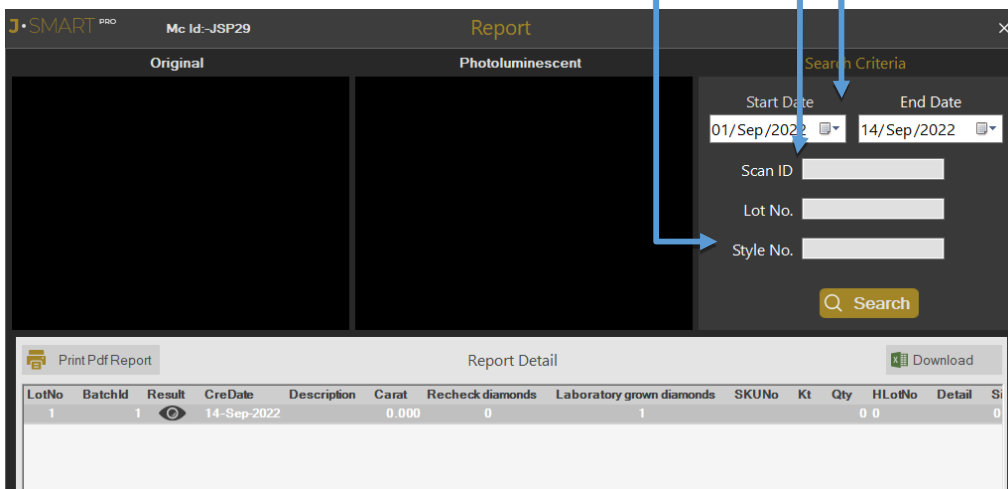 J·SMART PRO Mc Id:-JSP29 Report ×
Original Photoluminescent Search Criteria
Start Date End Date
01/Sep/2022 14/Sep/2022
Scan ID
Lot No.
Style No.
Search
Print Pdf Report Report Detail Download
LotNo BatchId Result CreDate Description Carat Recheck diamonds Laboratory grown diamonds SKUNo Kt Qty HLotNo Detail Si
1 1 14-Sep-2022 0.000 0 1 0 0 0